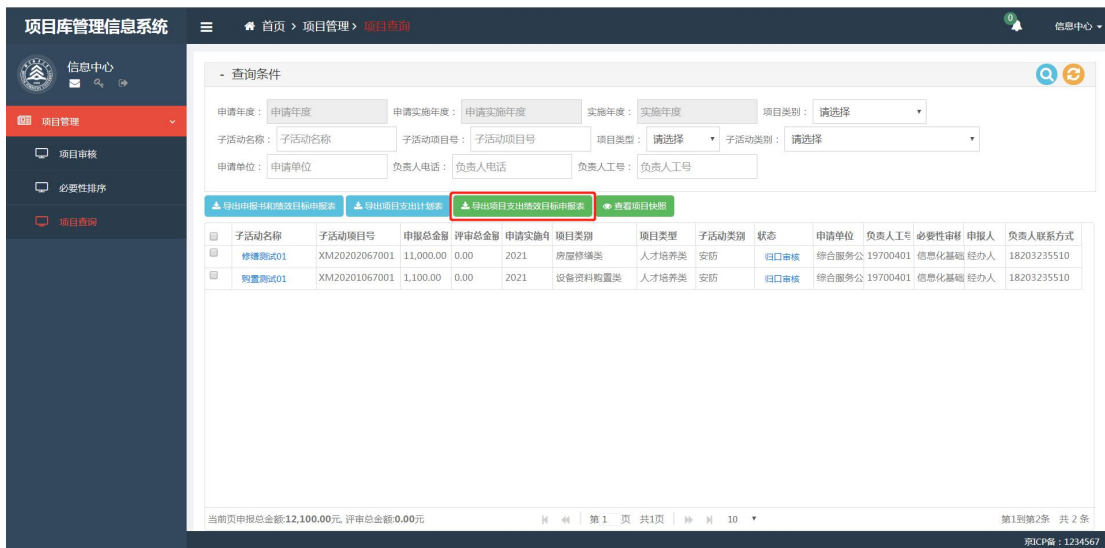 项目库管理信息系统 首页 > 项目管理 > 项目查询 0 信息中心
信息中心
- 查询条件
申请年度： 申请年度 申请实施年度： 申请实施年度 实施年度： 实施年度 项目类别： 请选择
项目管理
子活动名称： 子活动名称 子活动项目号： 子活动项目号 项目类型： 请选择 子活动类别： 请选择
项目审核
申请单位： 申请单位 负责人电话： 负责人电话 负责人工号： 负责人工号
必要性排序
导出申报书和绩效目标申报表 导出项目支出计划表 导出项目支出绩效目标申报表 查看项目快照
项目查询
子活动名称 子活动项目号 申报总金额 评审总金额 申请实施年 项目类别 项目类型 子活动类别 状态 申请单位 负责人工号 必要性审核 申报人 负责人联系方式
修缮测试01 XM20202067001 11,000.00 0.00 2021 房屋修缮类 人才培养类 安防 归口审核 综合服务公 19700401 信息化基础 经办人 18203235510
购置测试01 XM20201067001 1,100.00 0.00 2021 设备资料购置类 人才培养类 安防 归口审核 综合服务公 19700401 信息化基础 经办人 18203235510
当前页申报总金额:12,100.00元, 评审总金额:0.00元 第 1 页 共1页 10 第1到第2条 共 2 条
京ICP备：1234567